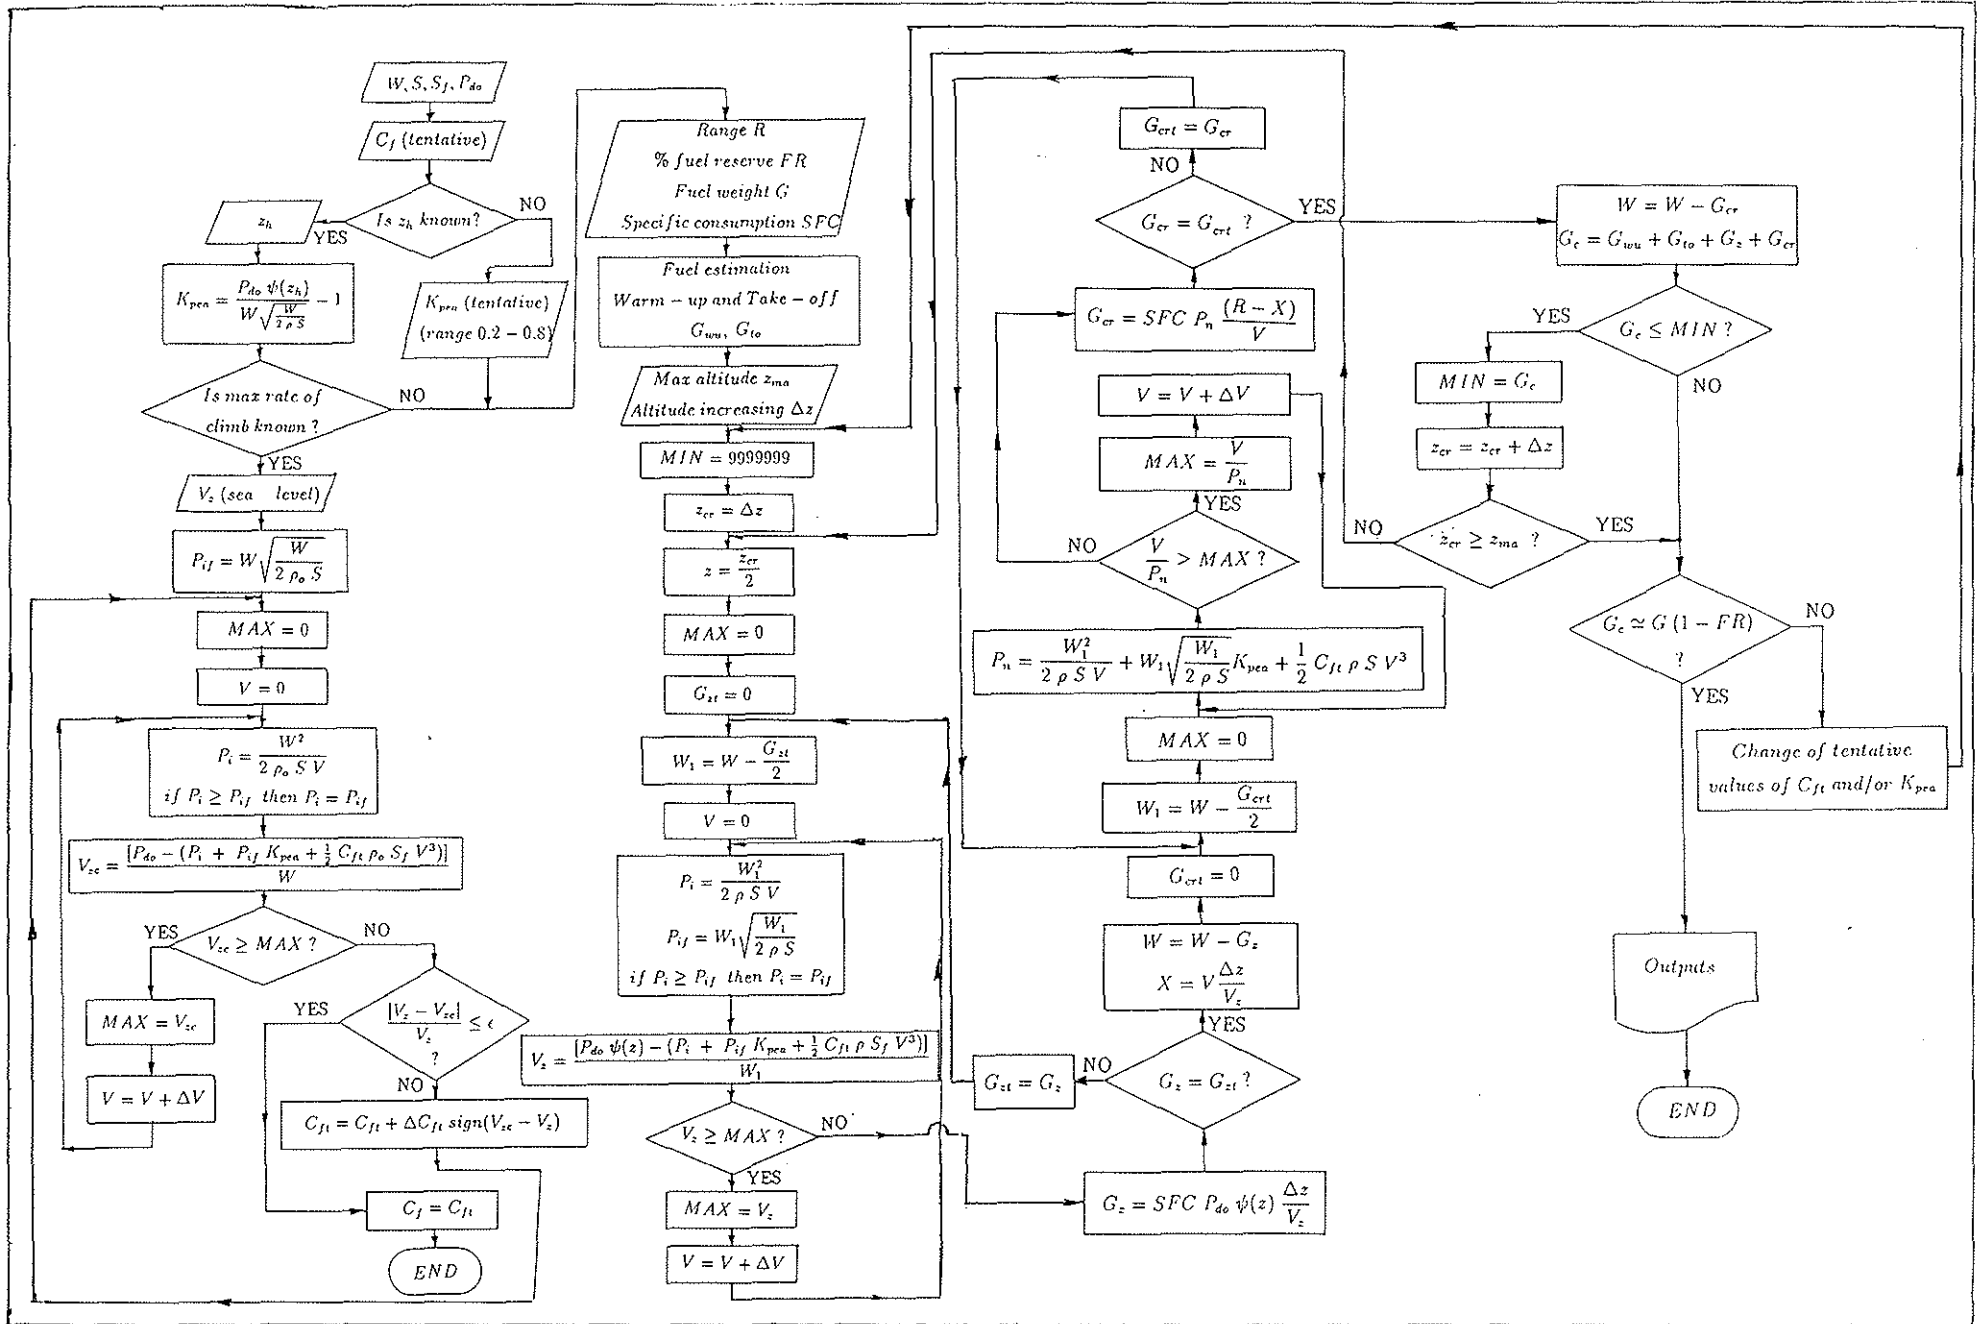 W, S, S_f, P_do
C_f (tentative)
Is z_h known?
NO
YES
z_h
K_pea = P_do ψ(z_h) / (W √(W / 2 ρ S)) − 1
K_pea (tentative)
(range 0.2 − 0.8)
Is max rate of
climb known ?
NO
YES
V_z (sea level)
P_if = W √(W / 2 ρ_o S)
MAX = 0
V = 0
P_i = W² / 2 ρ_o S V
if P_i ≥ P_if then P_i = P_if
V_zc = [P_do − (P_i + P_if K_pea + ½ C_ft ρ_o S_f V³)] / W
YES
V_zc ≥ MAX ?
NO
MAX = V_zc
V = V + ΔV
YES
|V_z − V_zc| / V_z ≤ ϵ
?
NO
C_ft = C_ft + ΔC_ft sign(V_zc − V_z)
C_f = C_ft
END
Range R
% fuel reserve FR
Fuel weight G
Specific consumption SFC
Fuel estimation
Warm − up and Take − off
G_wu, G_to
Max altitude z_ma
Altitude increasing Δz
MIN = 9999999
z_cr = Δz
z = z_cr / 2
MAX = 0
G_zt = 0
W_1 = W − G_zt / 2
V = 0
P_i = W_1² / 2 ρ S V
P_if = W_1 √(W_1 / 2 ρ S)
if P_i ≥ P_if then P_i = P_if
V_z = [P_do ψ(z) − (P_i + P_if K_pea + ½ C_ft ρ S_f V³)] / W_1
V_z ≥ MAX ?
NO
YES
MAX = V_z
V = V + ΔV
G_crt = G_cr
NO
G_cr = G_crt ?
YES
G_cr = SFC P_n (R − X) / V
V = V + ΔV
MAX = V / P_n
YES
NO
V / P_n > MAX ?
P_n = W_1² / 2 ρ S V + W_1 √(W_1 / 2 ρ S) K_pea + ½ C_ft ρ S V³
MAX = 0
W_1 = W − G_crt / 2
G_crt = 0
W = W − G_z
X = V Δz / V_z
YES
G_zt = G_z
NO
G_z = G_zt ?
G_z = SFC P_do ψ(z) Δz / V_z
W = W − G_cr
G_c = G_wu + G_to + G_z + G_cr
YES
G_c ≤ MIN ?
NO
MIN = G_c
z_cr = z_cr + Δz
NO
z_cr ≥ z_ma ?
YES
G_c ≃ G (1 − FR)
?
NO
YES
Change of tentative
values of C_ft and/or K_pea
Outputs
END